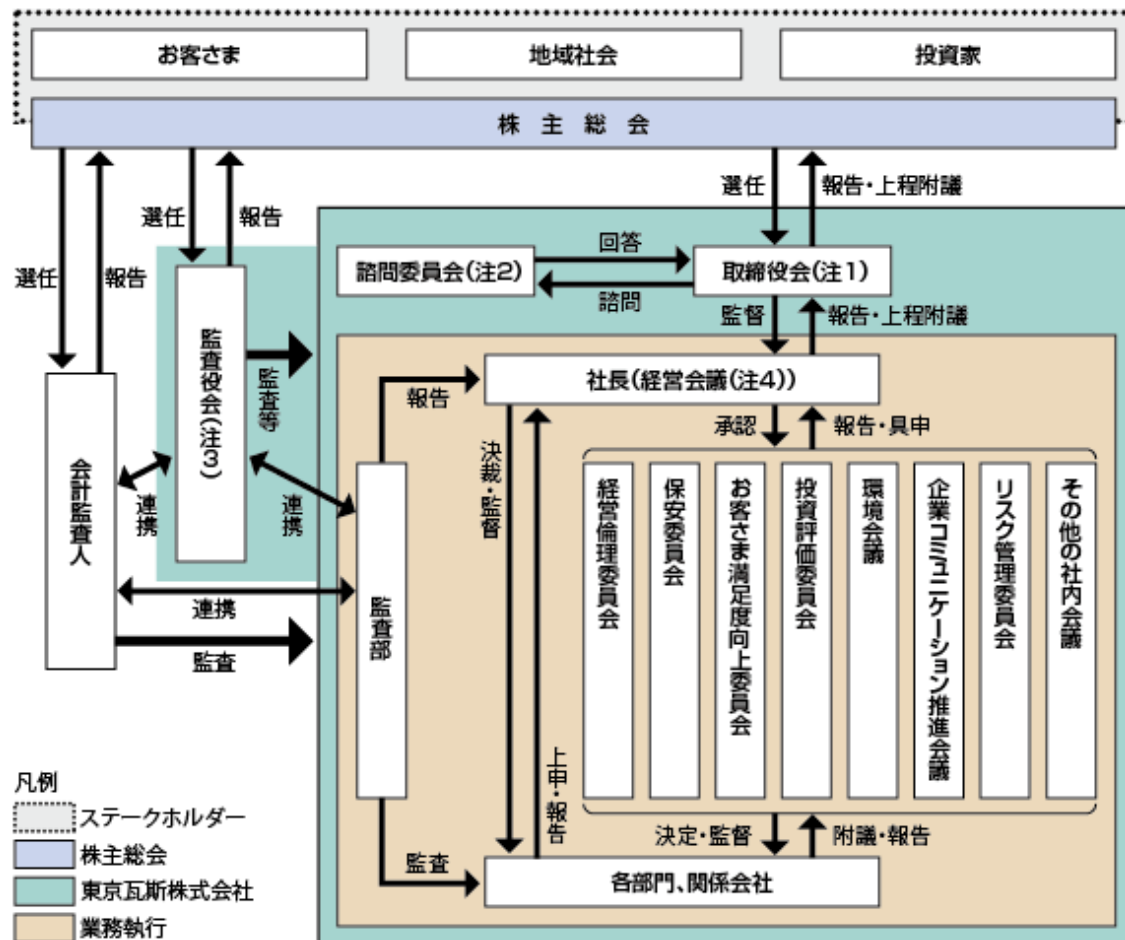 お客さま
地域社会
投資家
株主総会
選任
報告
選任
報告
選任
報告・上程附議
諮問委員会(注2)
回答
諮問
取締役会(注1)
監督
報告・上程附議
会計監査人
監査役会(注3)
監査等
連携
連携
連携
監査
監査部
報告
社長(経営会議(注4))
決裁・監督
上申・報告
承認
報告・具申
経営倫理委員会
保安委員会
お客さま満足度向上委員会
投資評価委員会
環境会議
企業コミュニケーション推進会議
リスク管理委員会
その他の社内会議
決定・監督
附議・報告
監査
各部門、関係会社
凡例
ステークホルダー
株主総会
東京瓦斯株式会社
業務執行